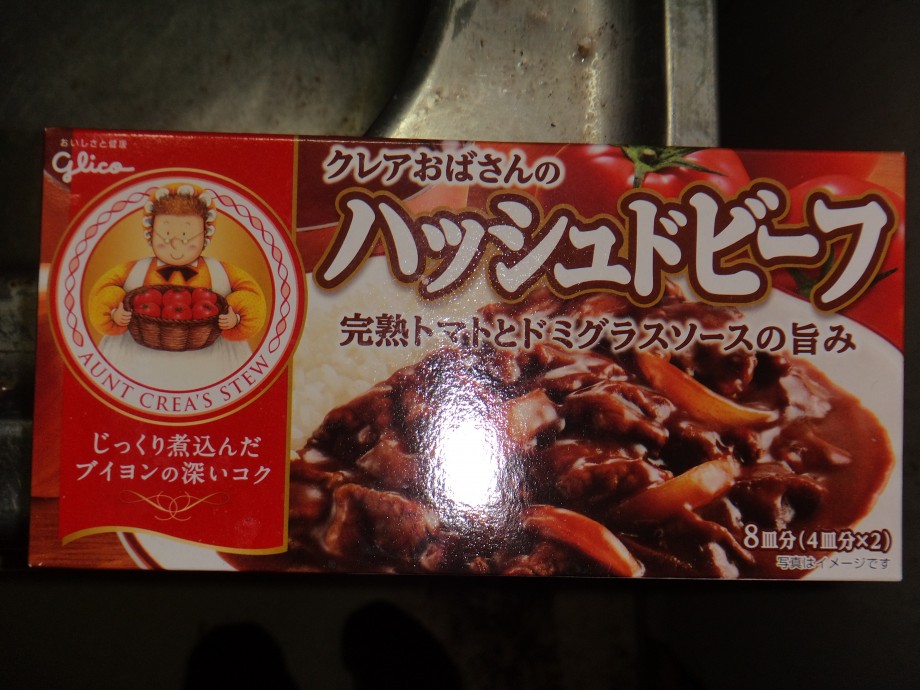 おいしさと健康
glico
クレアおばさんの
ハッシュドビーフ
完熟トマトとドミグラスソースの旨み
AUNT CREA'S STEW
じっくり煮込んだ
ブイヨンの深いコク
8皿分(4皿分×2)
写真はイメージです